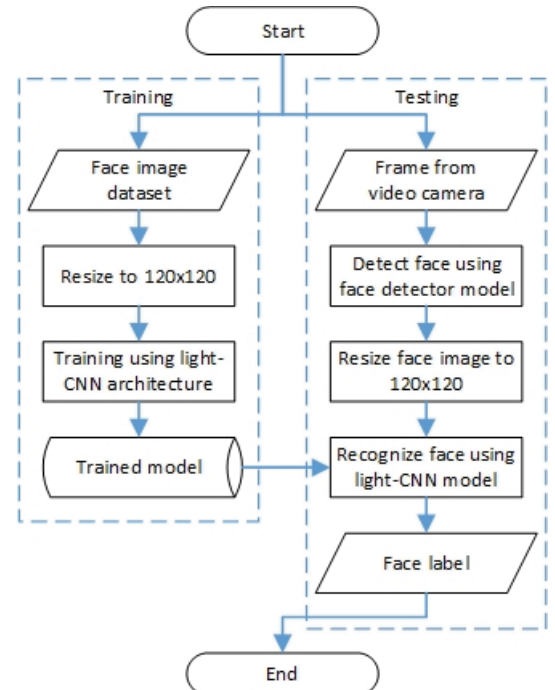 Start
Training
Face image
dataset
Resize to 120x120
Training using light-
CNN architecture
Trained model
Testing
Frame from
video camera
Detect face using
face detector model
Resize face image to
120x120
Recognize face using
light-CNN model
Face label
End